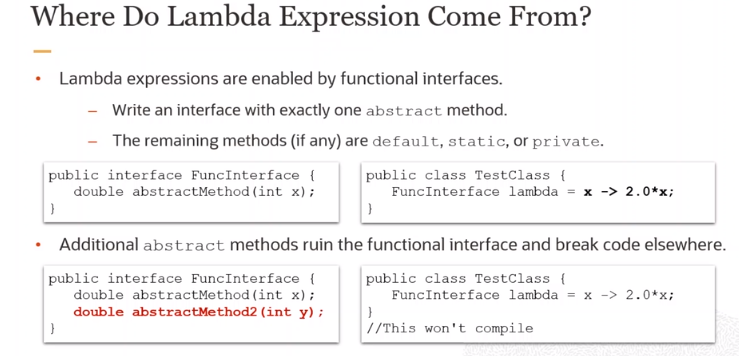 Where Do Lambda Expression Come From?
• Lambda expressions are enabled by functional interfaces.
– Write an interface with exactly one abstract method.
– The remaining methods (if any) are default, static, or private.
public interface FuncInterface {
double abstractMethod(int x);
}
public class TestClass {
FuncInterface lambda = x -> 2.0*x;
}
• Additional abstract methods ruin the functional interface and break code elsewhere.
public interface FuncInterface {
double abstractMethod(int x);
double abstractMethod2(int y);
}
public class TestClass {
FuncInterface lambda = x -> 2.0*x;
}
//This won't compile